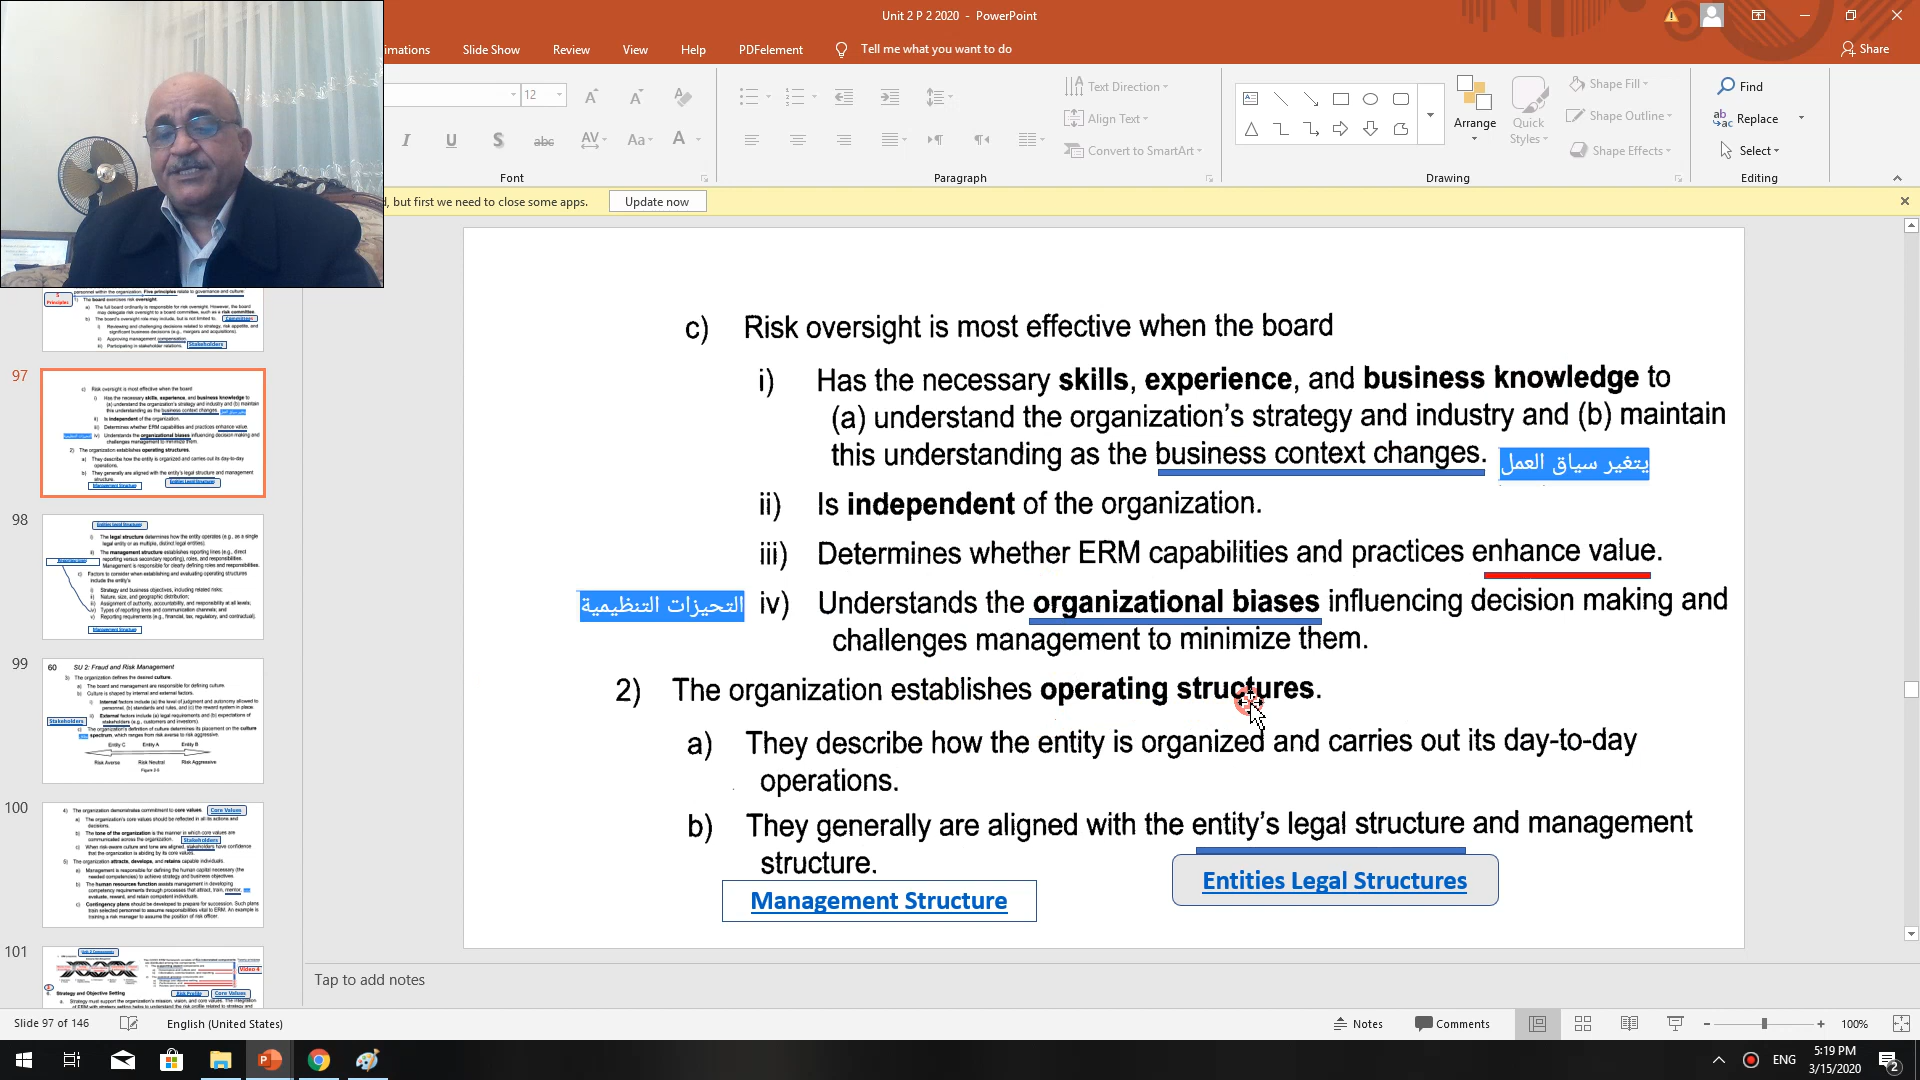 Unit 2 P 2 2020 - PowerPoint
imations Slide Show Review View Help PDFelement Tell me what you want to do Share
12 Text Direction Shape Fill Find
Align Text Shape Outline Replace
Convert to SmartArt Arrange Quick Styles Shape Effects Select
Font Paragraph Drawing Editing
, but first we need to close some apps. Update now
c) Risk oversight is most effective when the board
i) Has the necessary skills, experience, and business knowledge to
(a) understand the organization's strategy and industry and (b) maintain
this understanding as the business context changes.
يتغير سياق العمل
ii) Is independent of the organization.
iii) Determines whether ERM capabilities and practices enhance value.
التحيزات التنظيمية
iv) Understands the organizational biases influencing decision making and
challenges management to minimize them.
2) The organization establishes operating structures.
a) They describe how the entity is organized and carries out its day-to-day
operations.
b) They generally are aligned with the entity's legal structure and management
structure.
Management Structure
Entities Legal Structures
97
98
99
60 SU 2: Fraud and Risk Management
100
101
Tap to add notes
Slide 97 of 146 English (United States) Notes Comments 100%
ENG 5:19 PM
3/15/2020 2